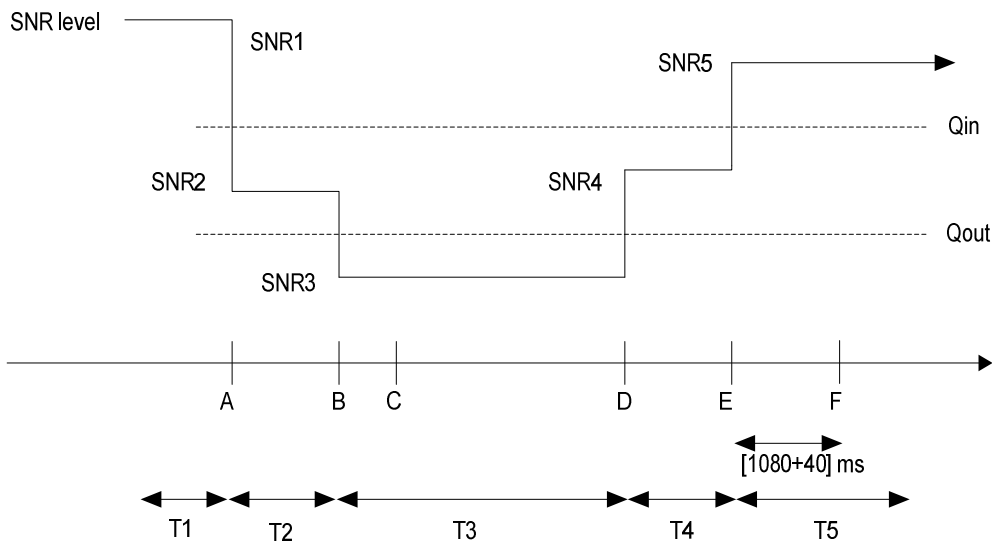 SNR level
SNR1
SNR5
Qin
SNR2
SNR4
Qout
SNR3
A
B
C
D
E
F
[1080+40] ms
T1
T2
T3
T4
T5